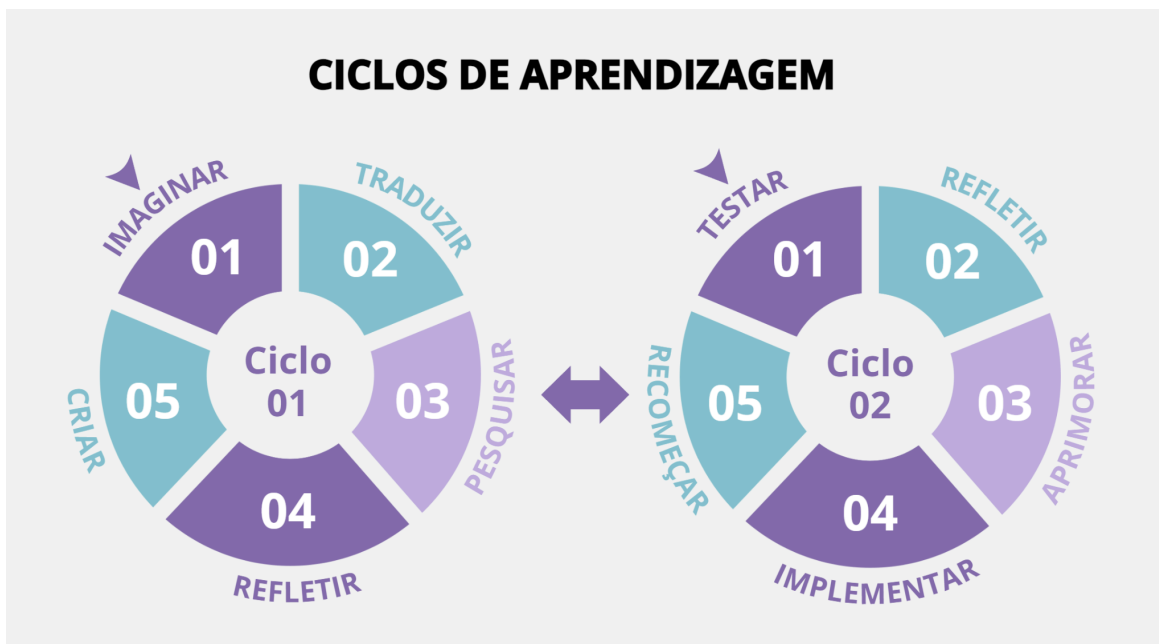 CICLOS DE APRENDIZAGEM
IMAGINAR
01
TRADUZIR
02
PESQUISAR
03
REFLETIR
04
CRIAR
05
Ciclo
01
TESTAR
01
REFLETIR
02
APRIMORAR
03
IMPLEMENTAR
04
RECOMEÇAR
05
Ciclo
02